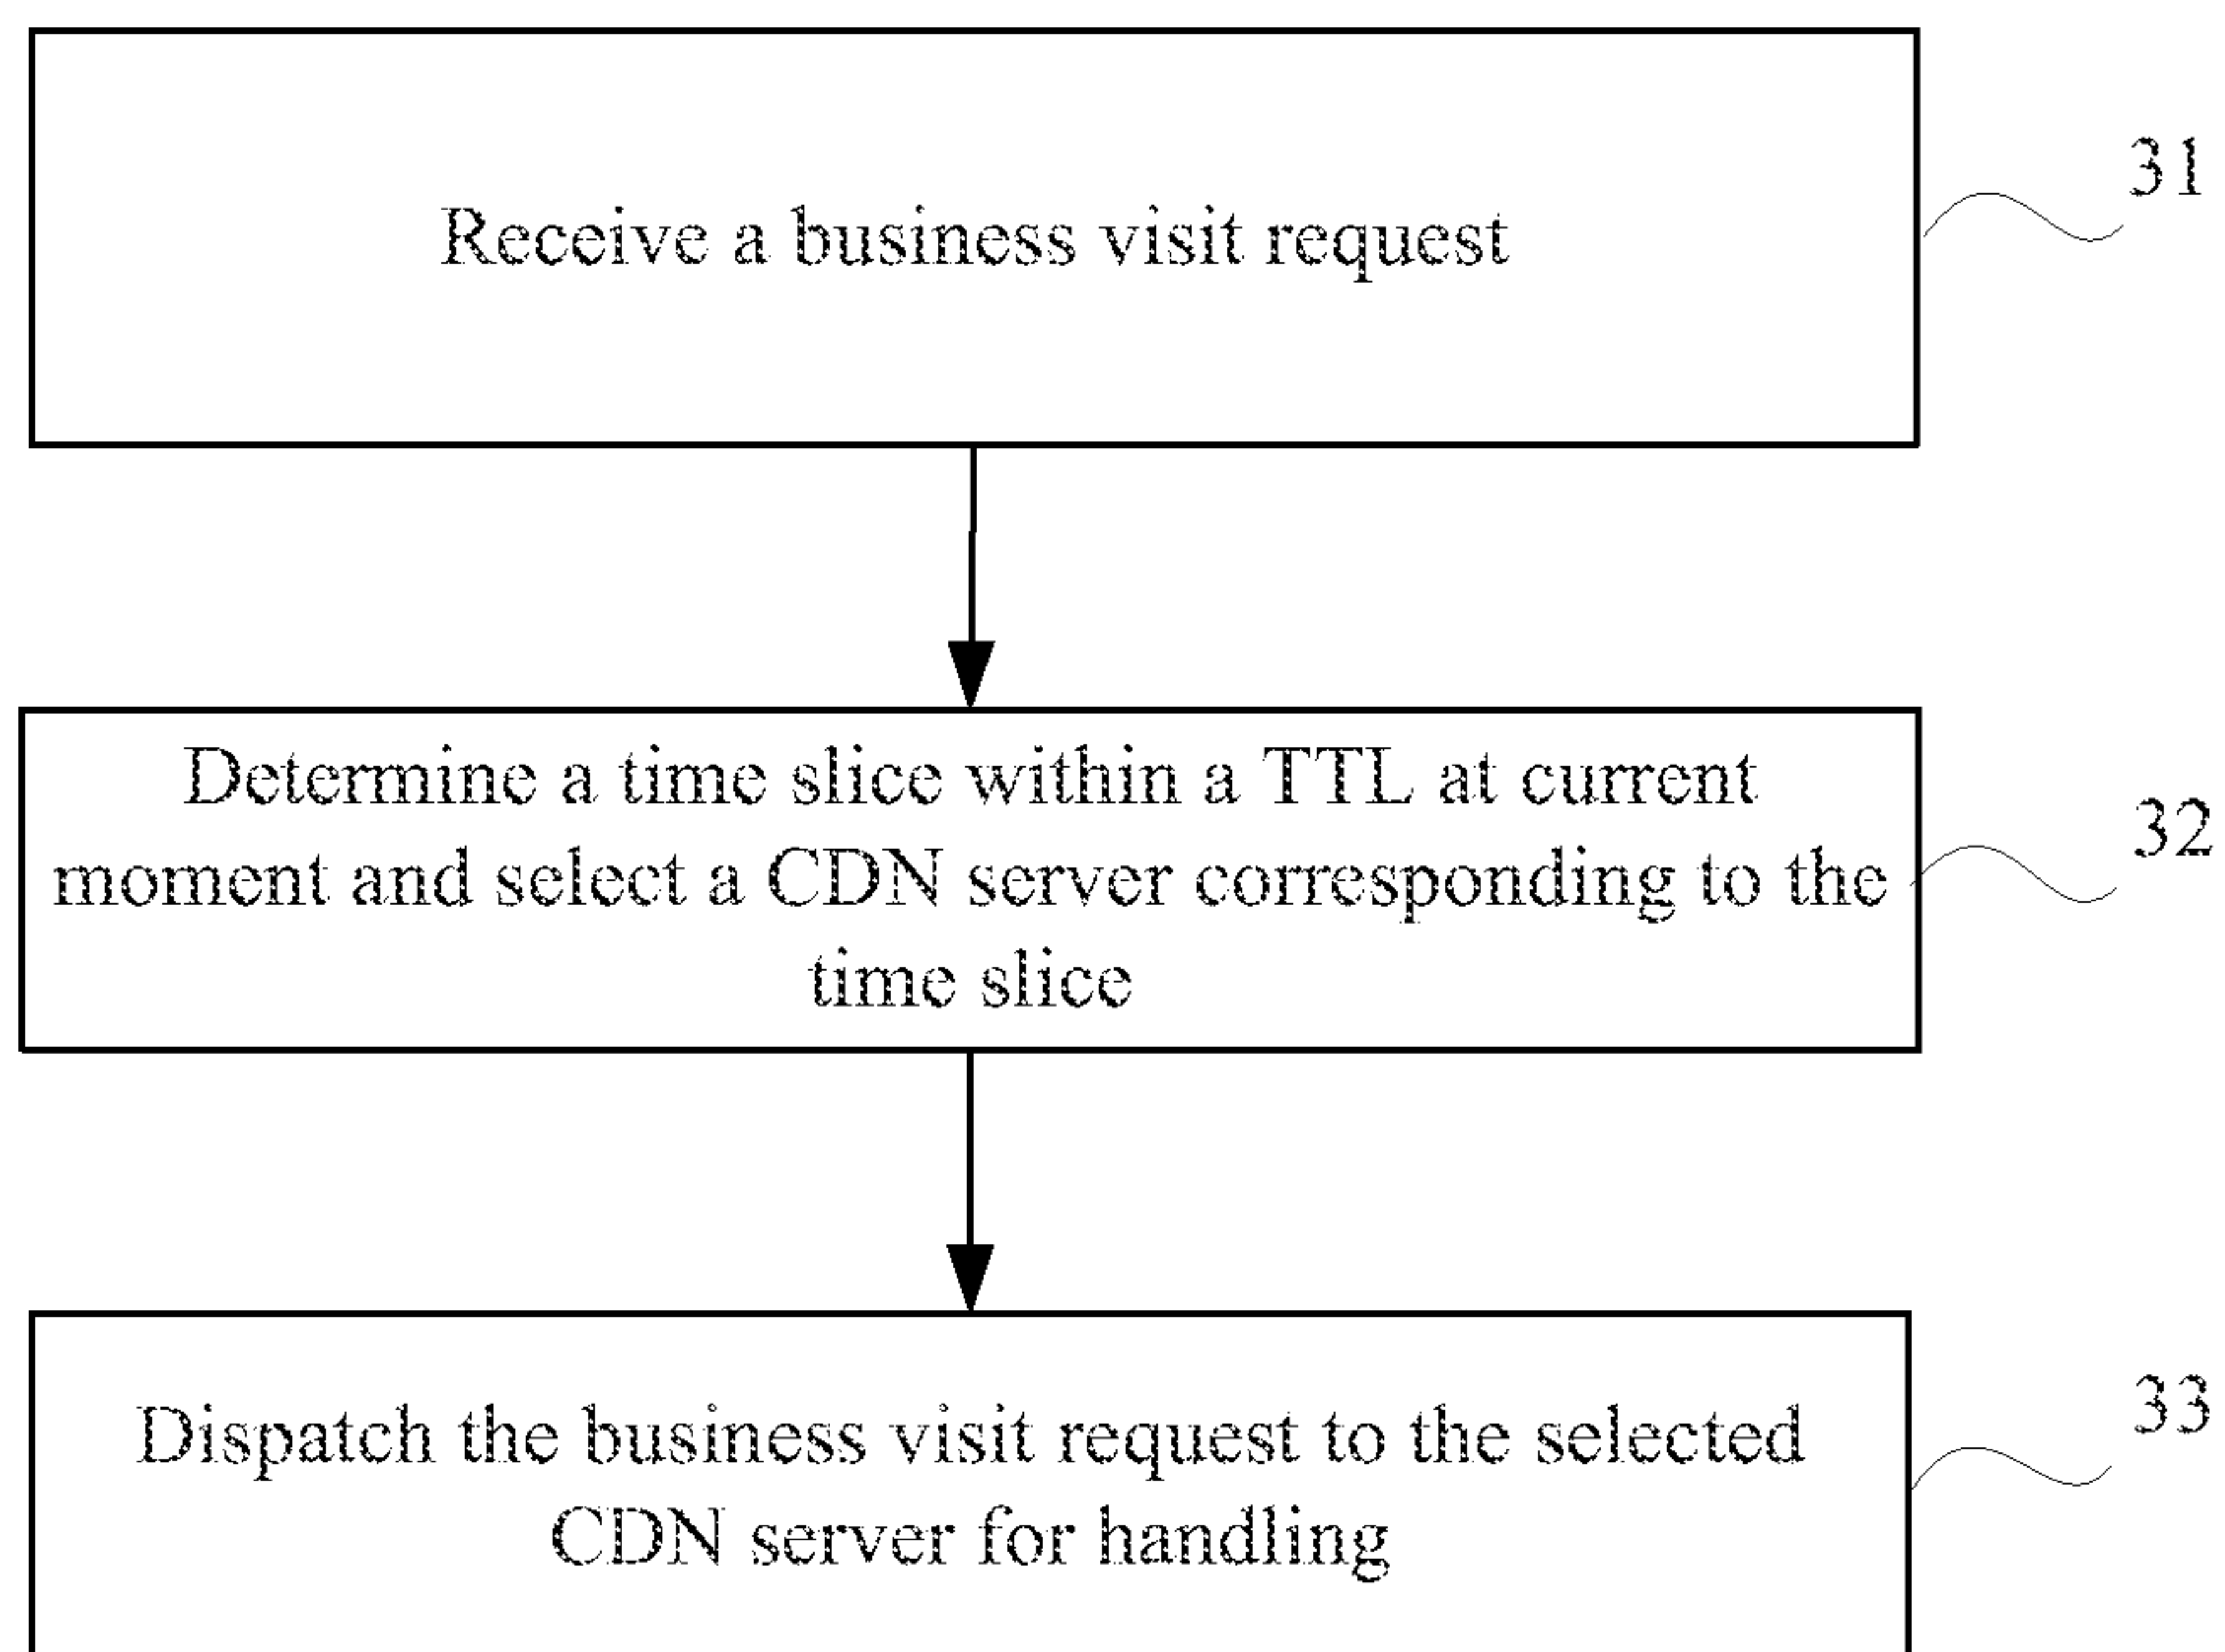 Receive a business visit request
31
Determine a time slice within a TTL at current
moment and select a CDN server corresponding to the
time slice
32
Dispatch the business visit request to the selected
CDN server for handling
33